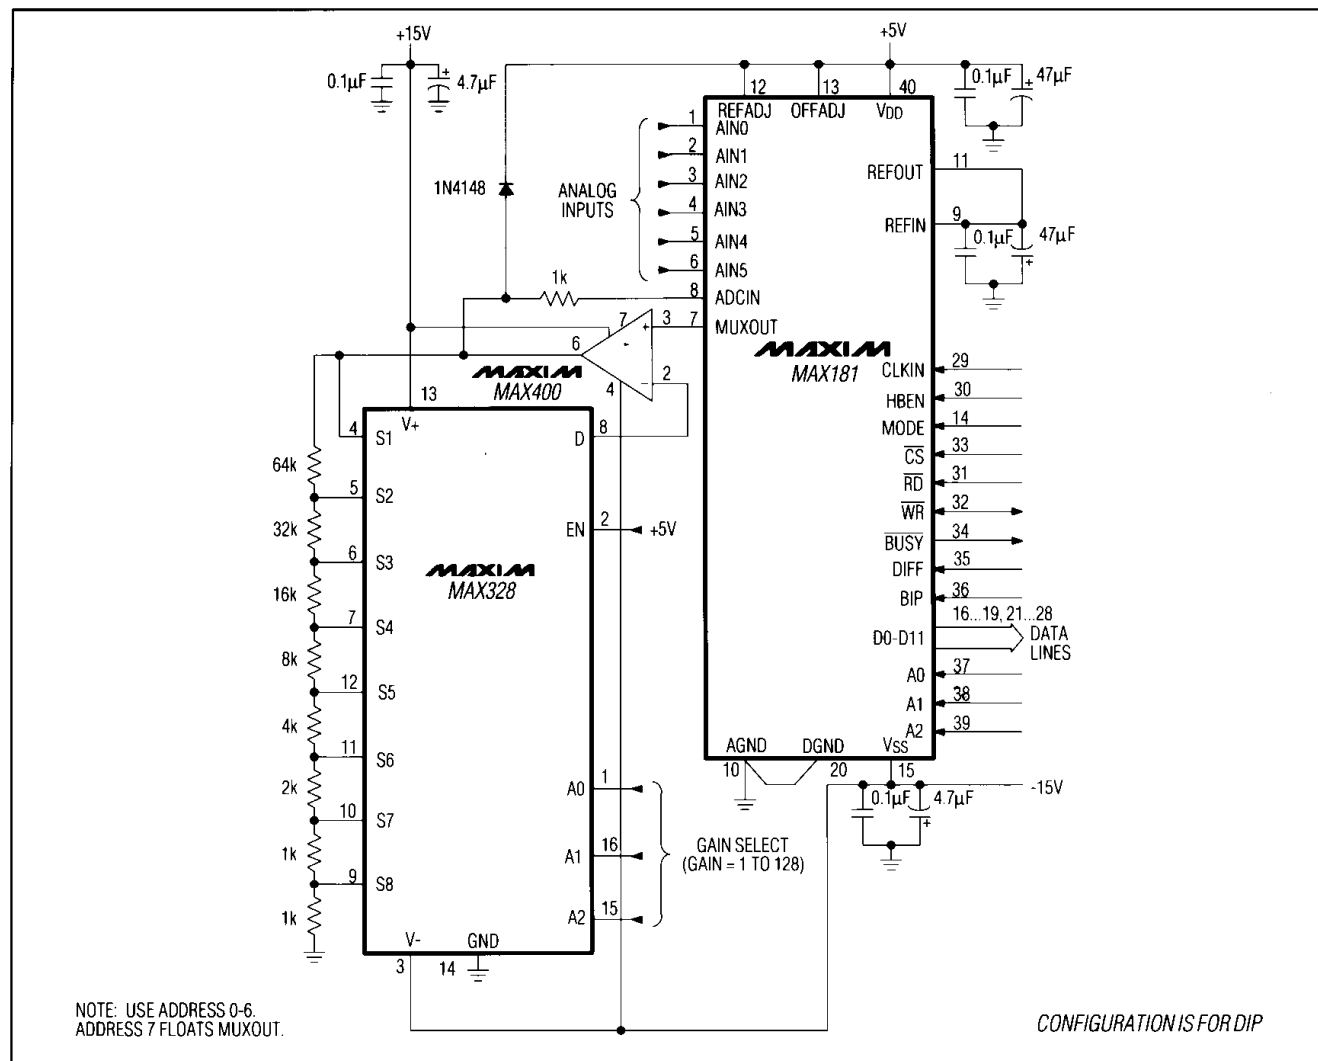 +15V
0.1µF
4.7µF
+5V
0.1µF
47µF
12
13
40
REFADJ
OFFADJ
VDD
1
AIN0
2
AIN1
3
AIN2
4
AIN3
5
AIN4
6
AIN5
ANALOG
INPUTS
1N4148
1k
8
ADCIN
7
MUXOUT
REFOUT
11
REFIN
9
0.1µF
47µF
7
3
+
-
6
4
2
-
MAXIM
MAX400
MAXIM
MAX181
CLKIN
29
HBEN
30
MODE
14
CS
33
RD
31
WR
32
BUSY
34
DIFF
35
BIP
36
D0-D11
16...19, 21...28
DATA
LINES
A0
37
A1
38
A2
39
AGND
DGND
VSS
10
20
15
0.1µF
4.7µF
-15V
13
V+
4
S1
D
8
64k
5
S2
32k
EN
2
+5V
6
S3
MAXIM
MAX328
16k
7
S4
8k
12
S5
4k
11
S6
2k
A0
1
10
S7
1k
A1
16
GAIN SELECT
(GAIN = 1 TO 128)
9
S8
1k
A2
15
V-
GND
3
14
NOTE: USE ADDRESS 0-6.
ADDRESS 7 FLOATS MUXOUT.
CONFIGURATION IS FOR DIP